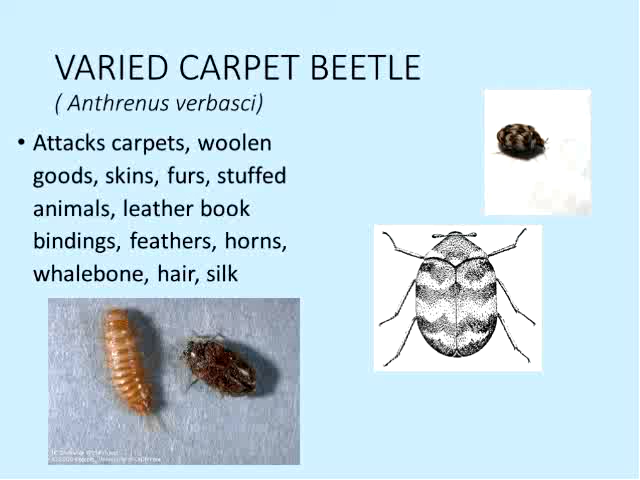 VARIED CARPET BEETLE
( Anthrenus verbasci)
• Attacks carpets, woolen
goods, skins, furs, stuffed
animals, leather book
bindings, feathers, horns,
whalebone, hair, silk